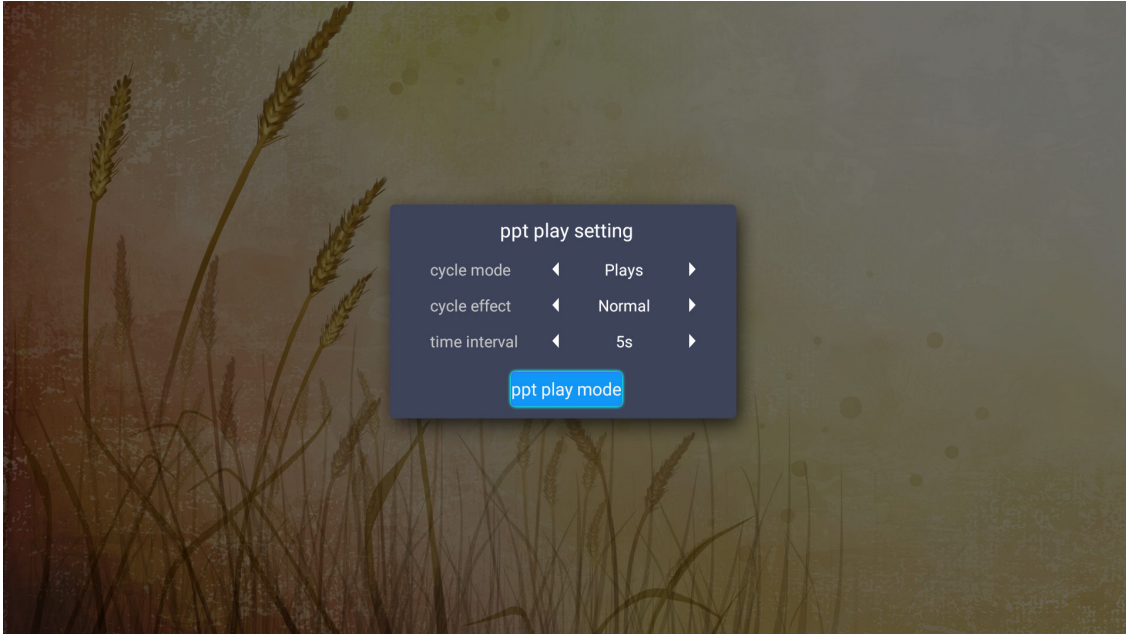 ppt play setting
cycle mode Plays
cycle effect Normal
time interval 5s
ppt play mode